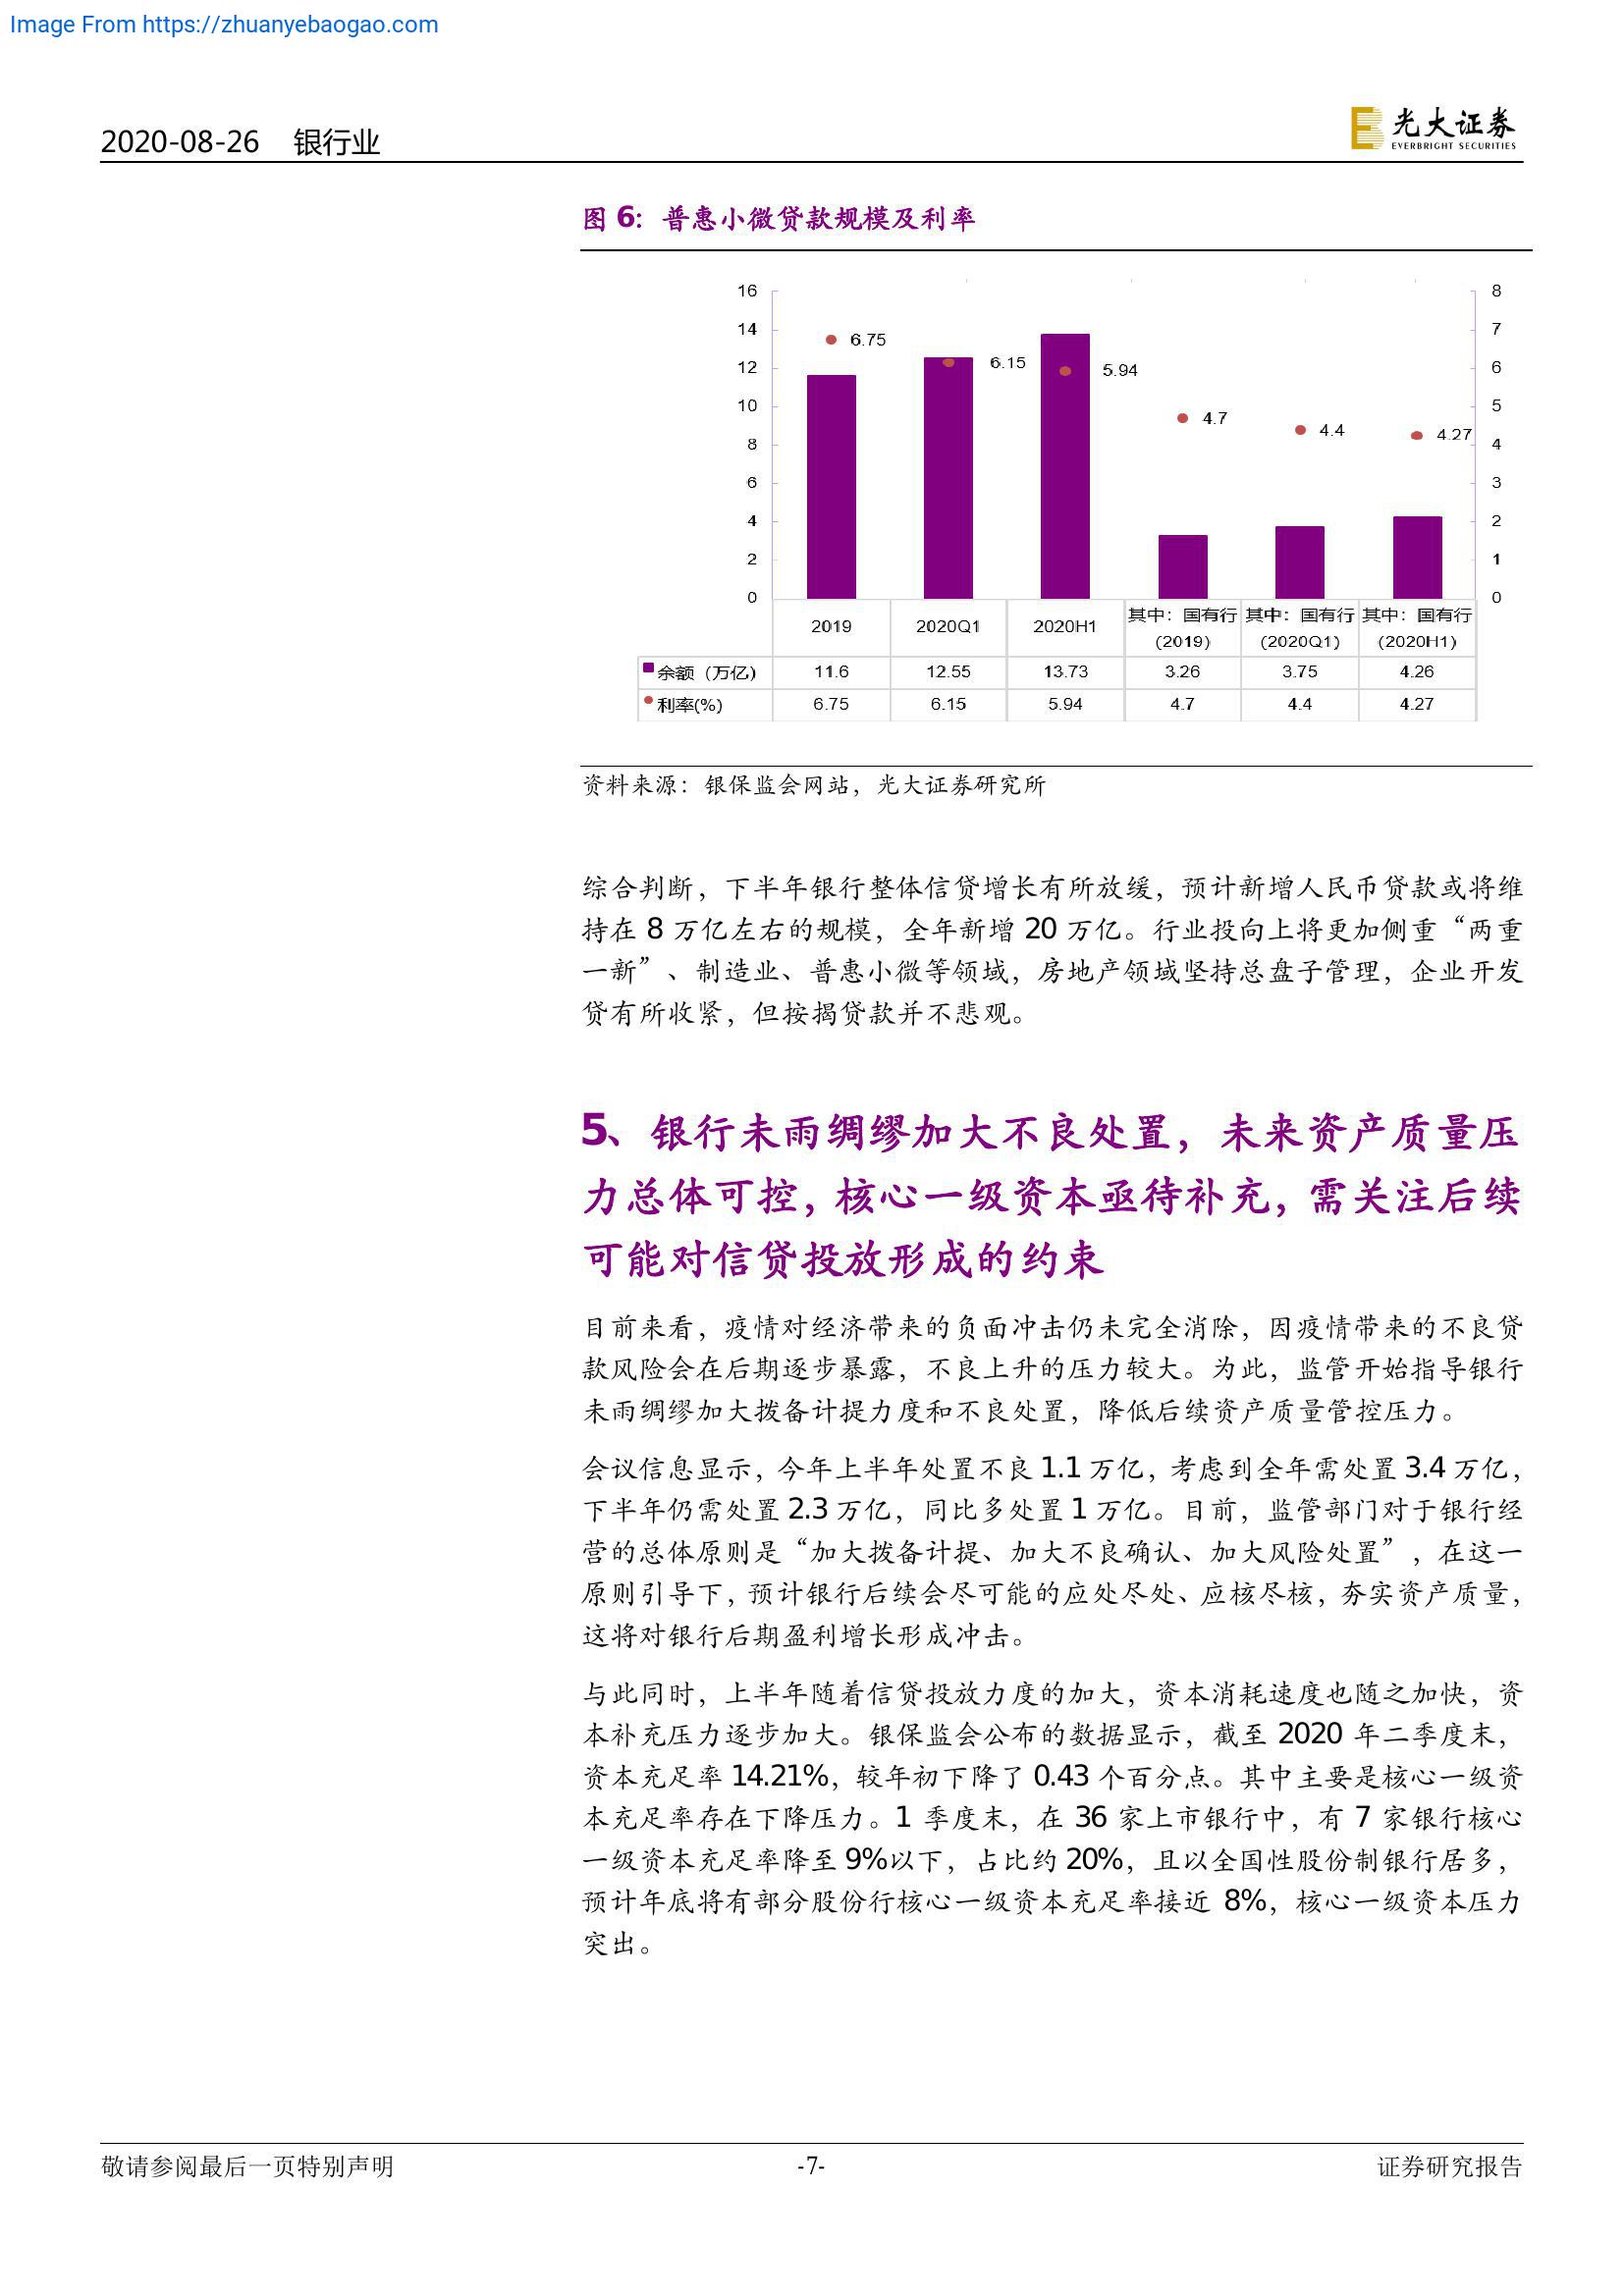 Image From https://zhuanyebaogao.com
2020-08-26 银行业
光大证券
EVERBRIGHT SECURITIES
图 6：普惠小微贷款规模及利率
16
14
12
10
8
6
4
2
0
8
7
6
5
4
3
2
1
0
6.75
6.15
5.94
4.7
4.4
4.27
2019 2020Q1 2020H1 其中：国有行 其中：国有行 其中：国有行
(2019) (2020Q1) (2020H1)
余额（万亿） 11.6 12.55 13.73 3.26 3.75 4.26
利率(%) 6.75 6.15 5.94 4.7 4.4 4.27
资料来源：银保监会网站，光大证券研究所
综合判断，下半年银行整体信贷增长有所放缓，预计新增人民币贷款或将维
持在 8 万亿左右的规模，全年新增 20 万亿。行业投向上将更加侧重“两重
一新”、制造业、普惠小微等领域，房地产领域坚持总盘子管理，企业开发
贷有所收紧，但按揭贷款并不悲观。
5、银行未雨绸缪加大不良处置，未来资产质量压
力总体可控，核心一级资本亟待补充，需关注后续
可能对信贷投放形成的约束
目前来看，疫情对经济带来的负面冲击仍未完全消除，因疫情带来的不良贷
款风险会在后期逐步暴露，不良上升的压力较大。为此，监管开始指导银行
未雨绸缪加大拨备计提力度和不良处置，降低后续资产质量管控压力。
会议信息显示，今年上半年处置不良 1.1 万亿，考虑到全年需处置 3.4 万亿，
下半年仍需处置 2.3 万亿，同比多处置 1 万亿。目前，监管部门对于银行经
营的总体原则是“加大拨备计提、加大不良确认、加大风险处置”，在这一
原则引导下，预计银行后续会尽可能的应处尽处、应核尽核，夯实资产质量，
这将对银行后期盈利增长形成冲击。
与此同时，上半年随着信贷投放力度的加大，资本消耗速度也随之加快，资
本补充压力逐步加大。银保监会公布的数据显示，截至 2020 年二季度末，
资本充足率 14.21%，较年初下降了 0.43 个百分点。其中主要是核心一级资
本充足率存在下降压力。1 季度末，在 36 家上市银行中，有 7 家银行核心
一级资本充足率降至 9%以下，占比约 20%，且以全国性股份制银行居多，
预计年底将有部分股份行核心一级资本充足率接近 8%，核心一级资本压力
突出。
敬请参阅最后一页特别声明 -7- 证券研究报告